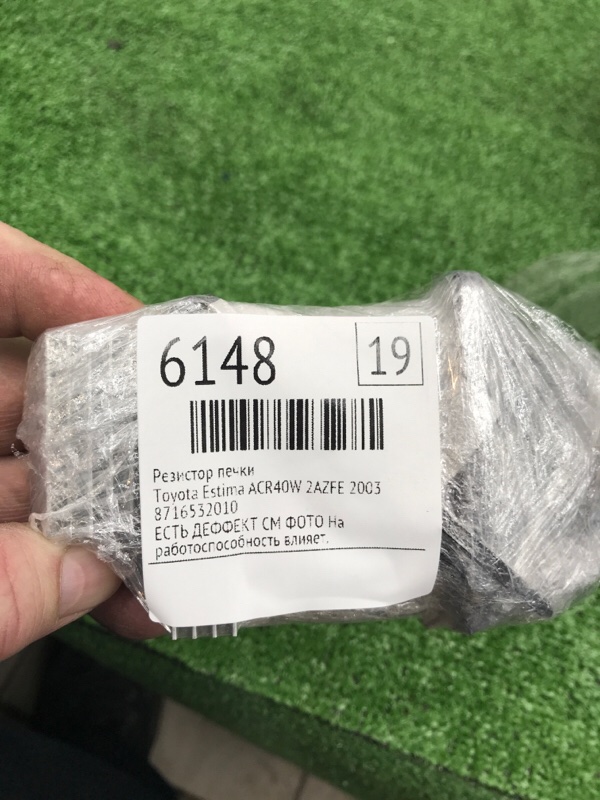 6148
19
Резистор печки
Toyota Estima ACR40W 2AZFE 2003
8716532010
ЕСТЬ ДЕФФЕКТ СМ ФОТО На
работоспособность влияет.